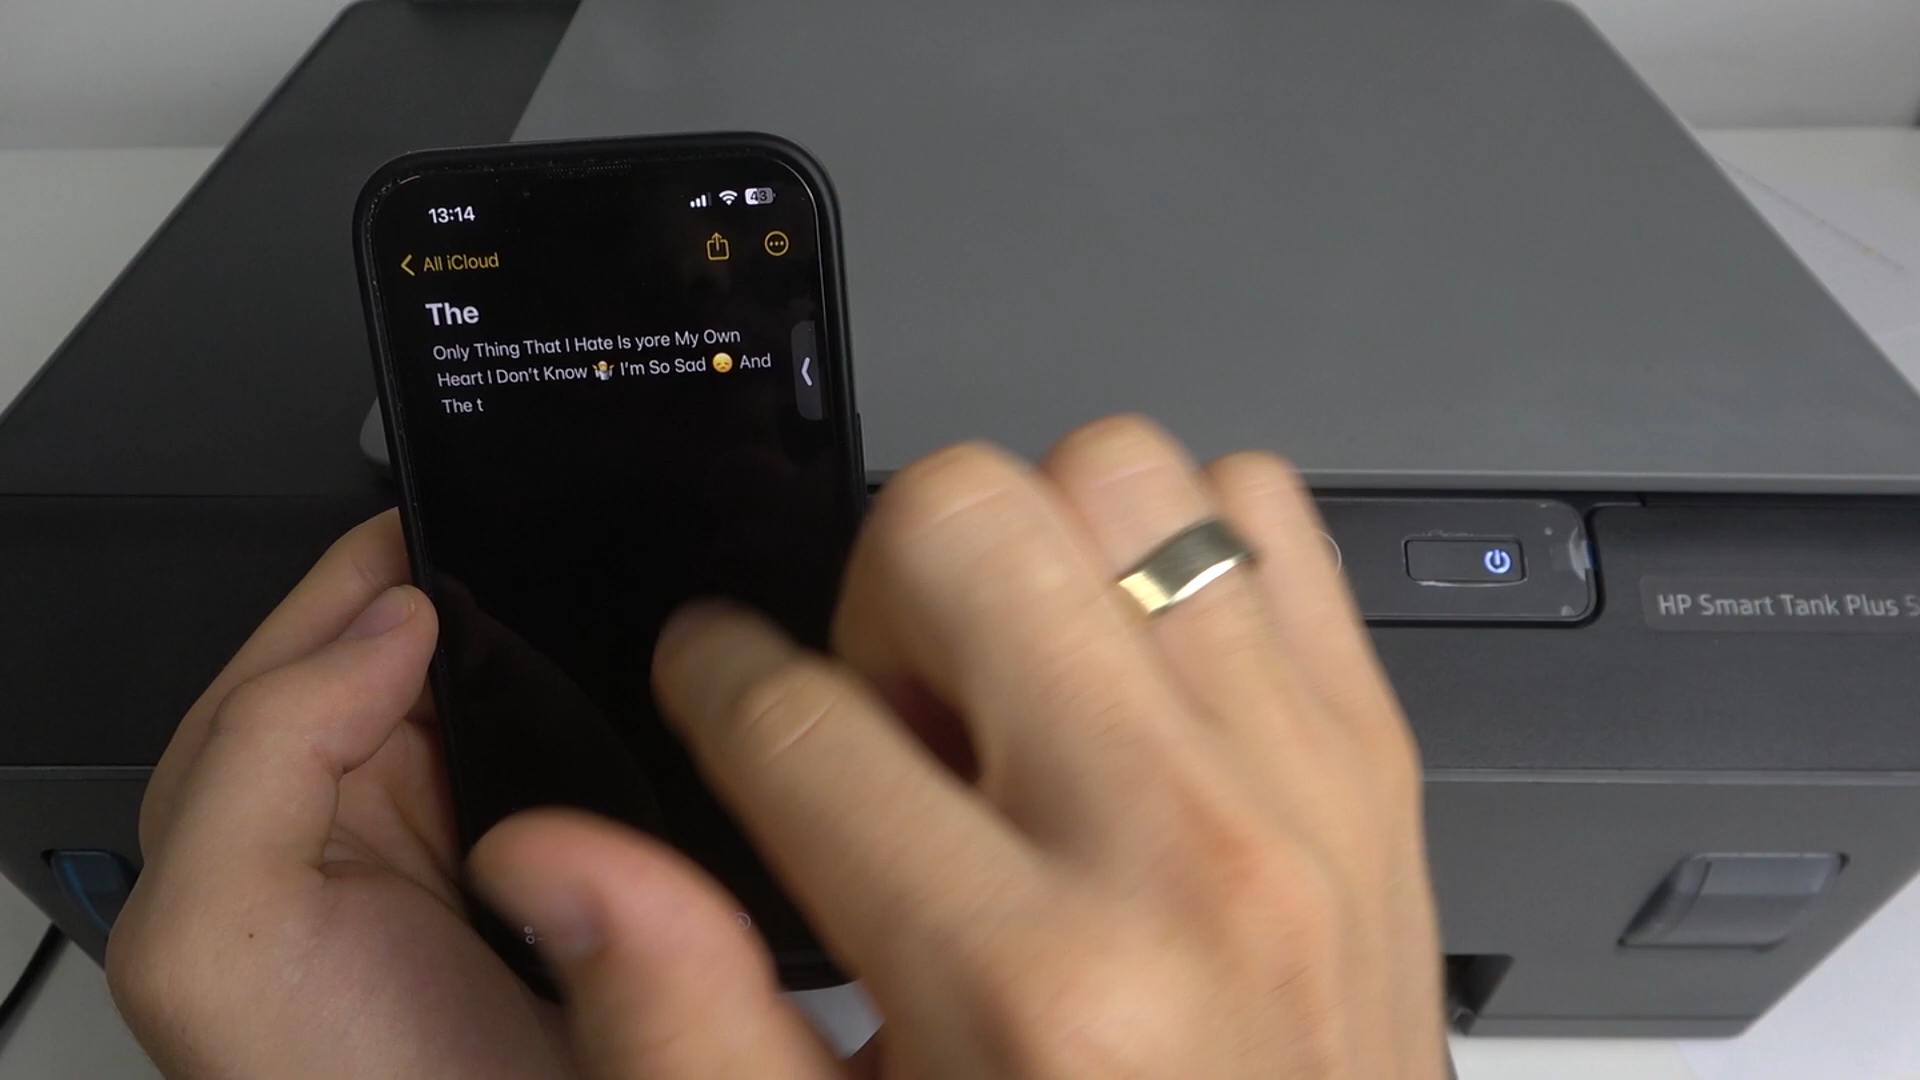 13:14
43
All iCloud
The
Only Thing That I Hate Is yore My Own
Heart I Don't Know 🤷 I'm So Sad 😞 And
The t
HP Smart Tank Plus